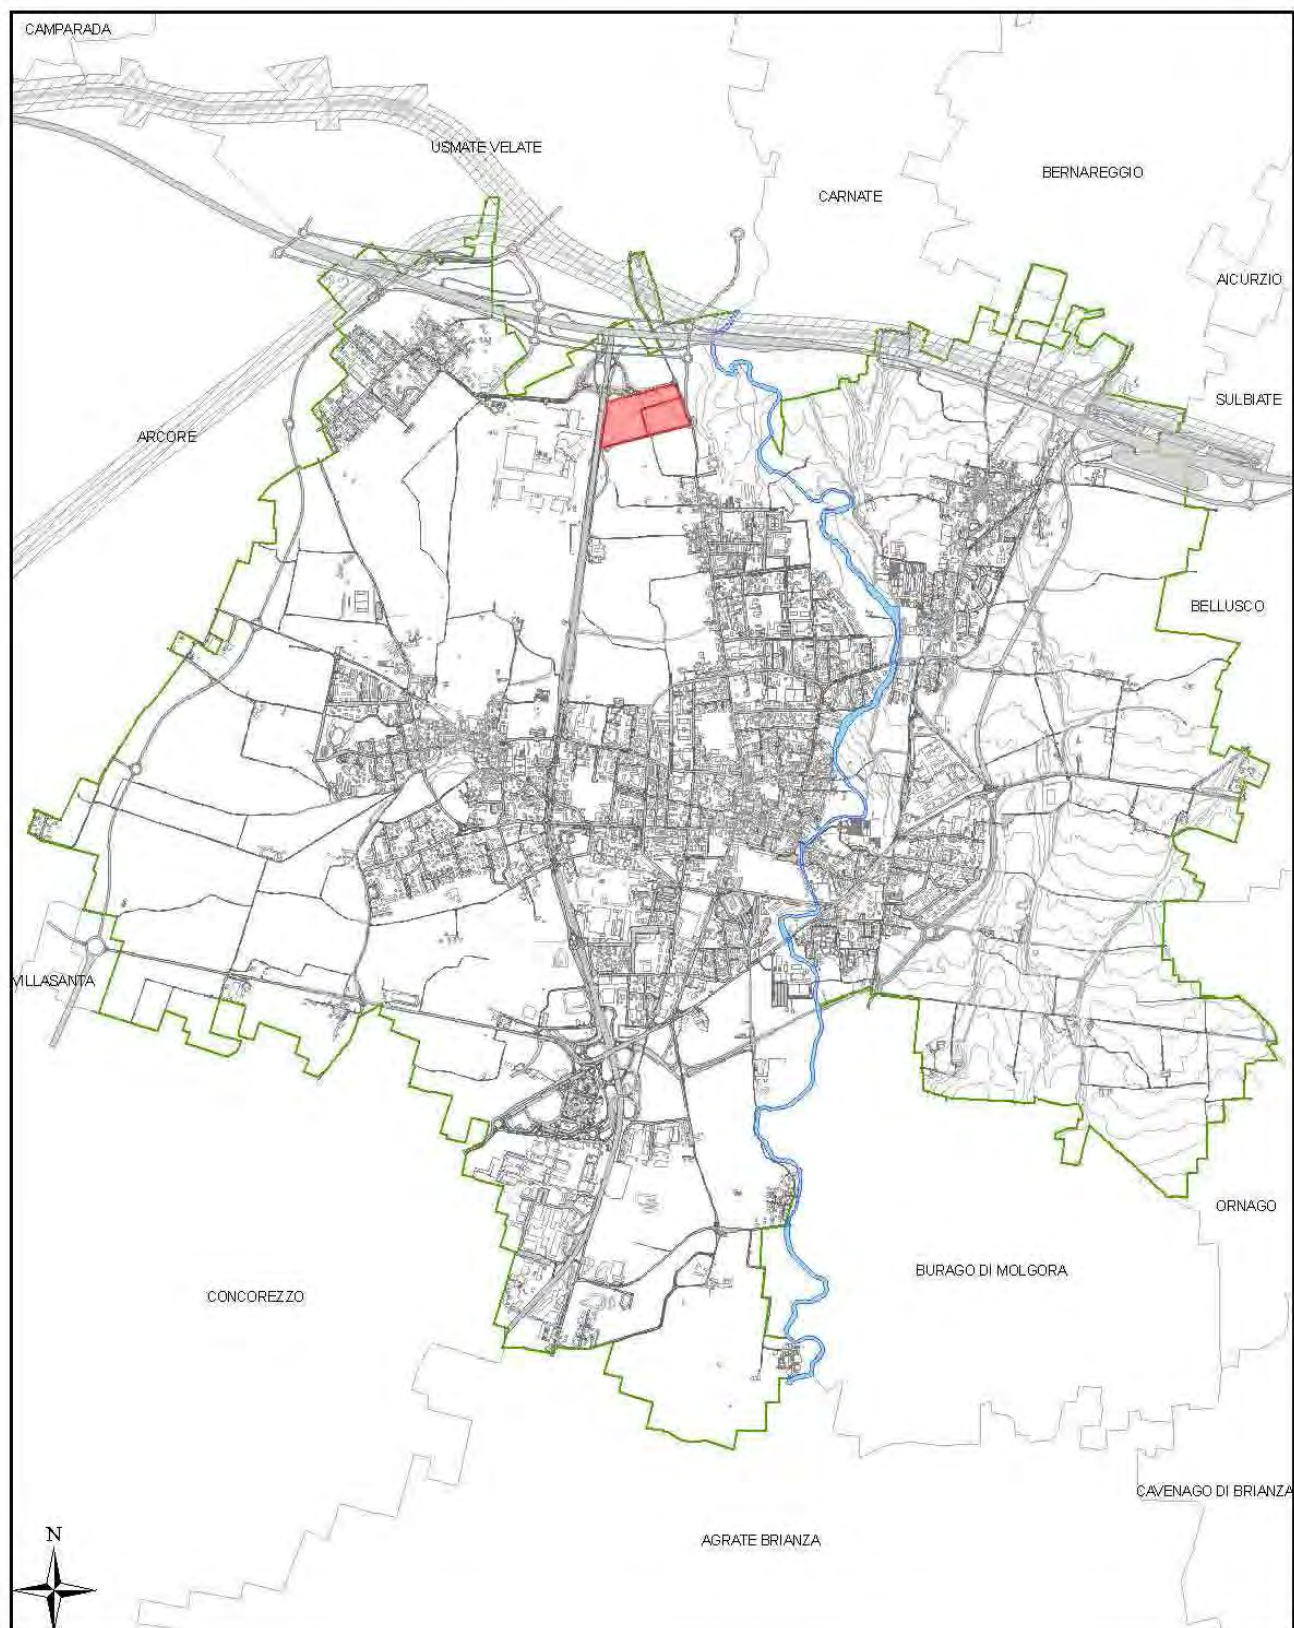 CAMPARADA
USMATE VELATE
BERNAREGGIO
CARNATE
AICURZIO
SULBIATE
ARCORE
BELLUSCO
VILLASANTA
ORNAGO
BURAGO DI MOLGORA
CONCOREZZO
CAVENAGO DI BRIANZA
N
AGRATE BRIANZA